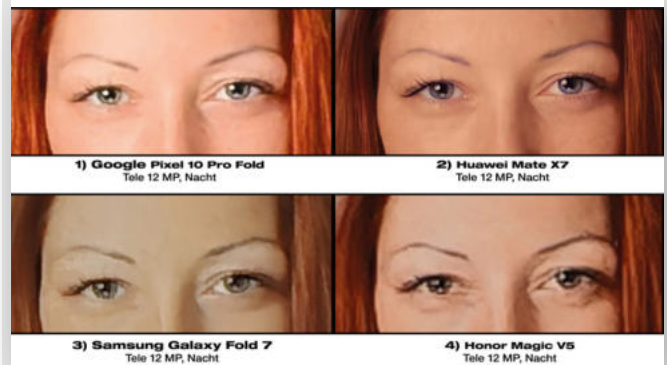 1) Google Pixel 10 Pro Fold
Tele 12 MP, Nacht
2) Huawei Mate X7
Tele 12 MP, Nacht
3) Samsung Galaxy Fold 7
Tele 12 MP, Nacht
4) Honor Magic V5
Tele 12 MP, Nacht